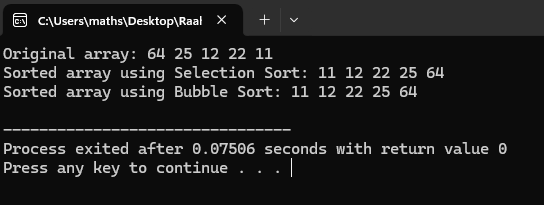 C:\Users\maths\Desktop\Raal
Original array: 64 25 12 22 11
Sorted array using Selection Sort: 11 12 22 25 64
Sorted array using Bubble Sort: 11 12 22 25 64
--------------------------------
Process exited after 0.07506 seconds with return value 0
Press any key to continue . . .